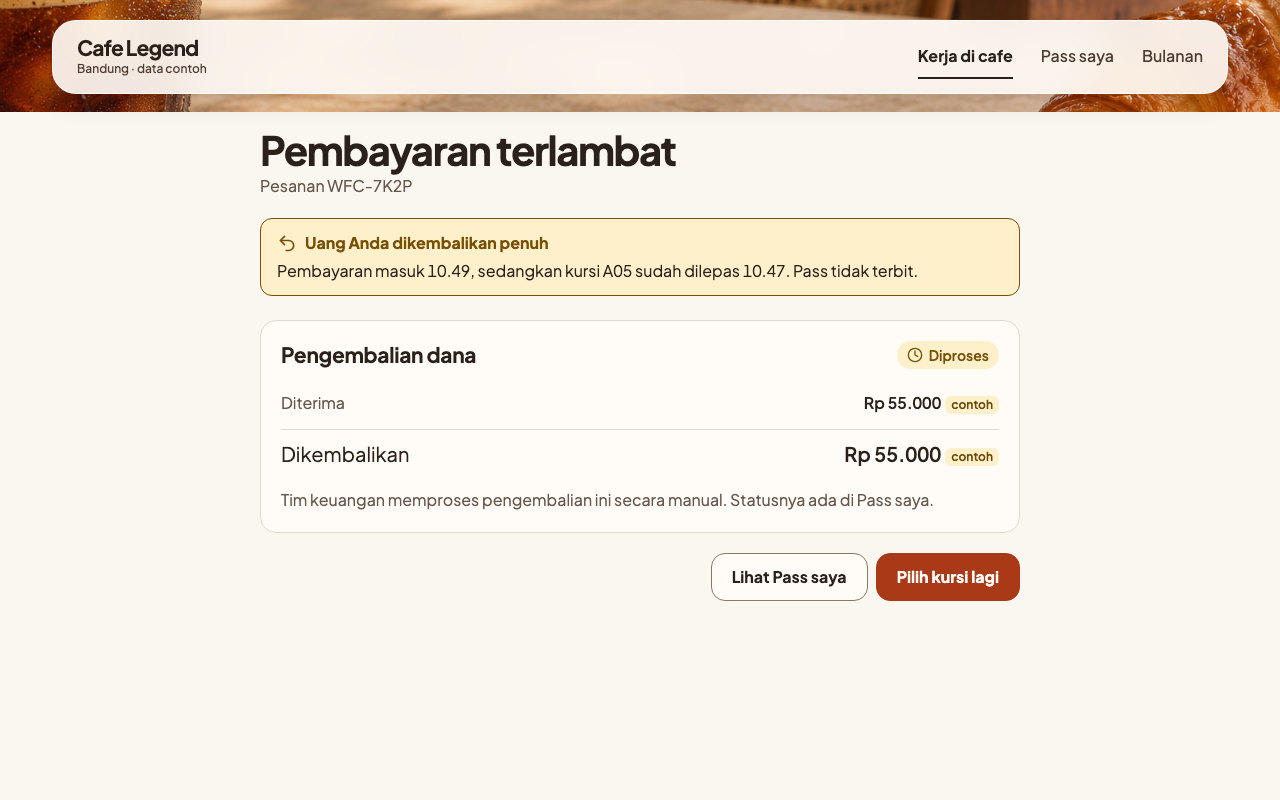 Cafe Legend
Bandung · data contoh
Kerja di cafe
Pass saya
Bulanan
Pembayaran terlambat
Pesanan WFC-7K2P
Uang Anda dikembalikan penuh
Pembayaran masuk 10.49, sedangkan kursi A05 sudah dilepas 10.47. Pass tidak terbit.
Pengembalian dana
Diproses
Diterima
Rp 55.000 contoh
Dikembalikan
Rp 55.000 contoh
Tim keuangan memproses pengembalian ini secara manual. Statusnya ada di Pass saya.
Lihat Pass saya
Pilih kursi lagi